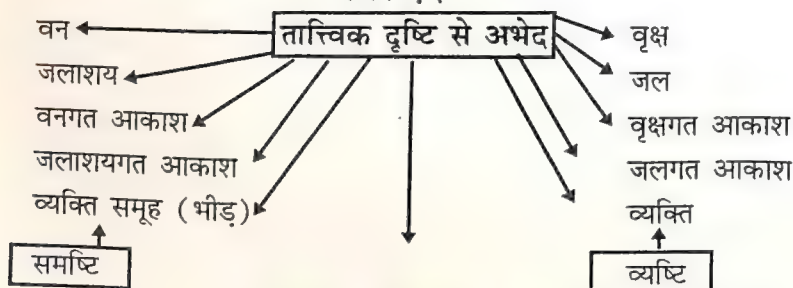 तात्त्विक दृष्टि से अभेद
वन
जलाशय
वनगत आकाश
जलाशयगत आकाश
व्यक्ति समूह (भीड़)
समष्टि
वृक्ष
जल
वृक्षगत आकाश
जलगत आकाश
व्यक्ति
व्यष्टि